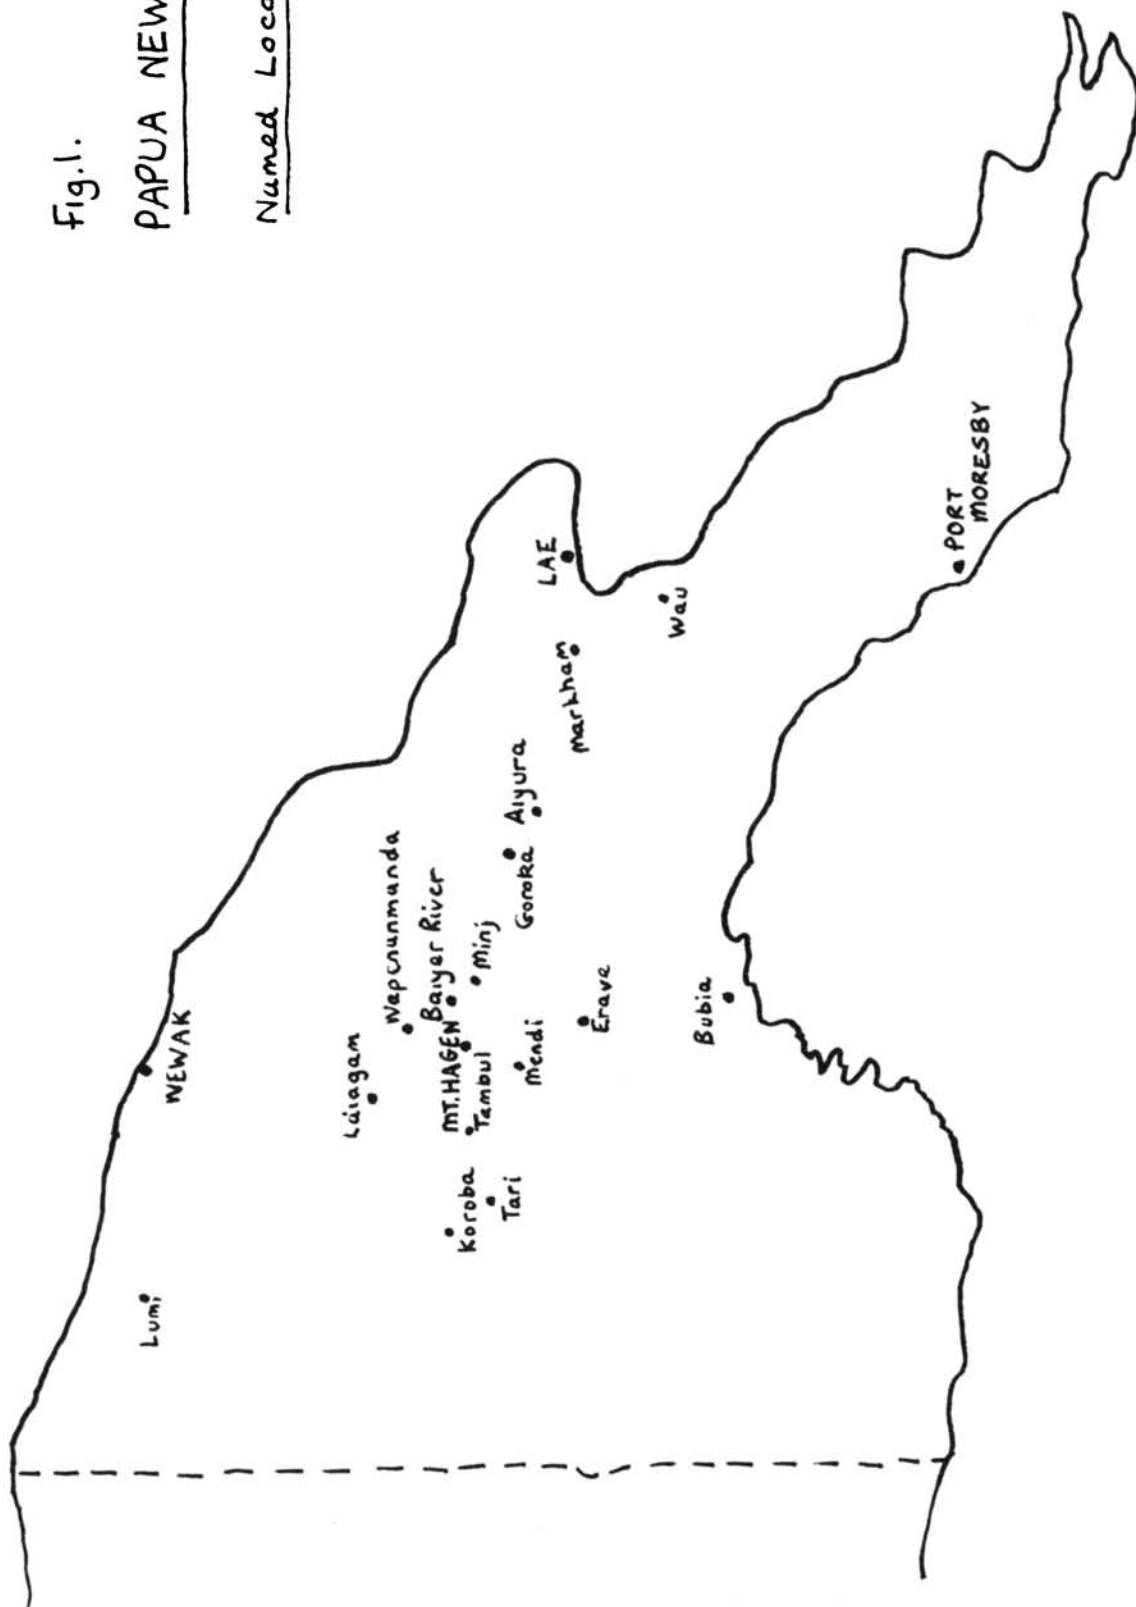 Fig.1.
PAPUA NEW
Named Loca
Lumi
WEWAK
Laiagam
Wapenanmanda
Baiyer River
MT.HAGEN
Koroba
Tambul
Minj
Tari
Aiyura
Goroka
Mendi
LAE
Markham
Erave
Wau
Bubia
PORT
MORESBY